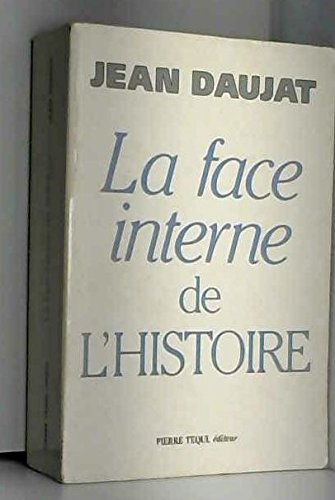 JEAN DAUJAT
La face
interne
de
L'HISTOIRE
PIERRE TEQUI, éditeur